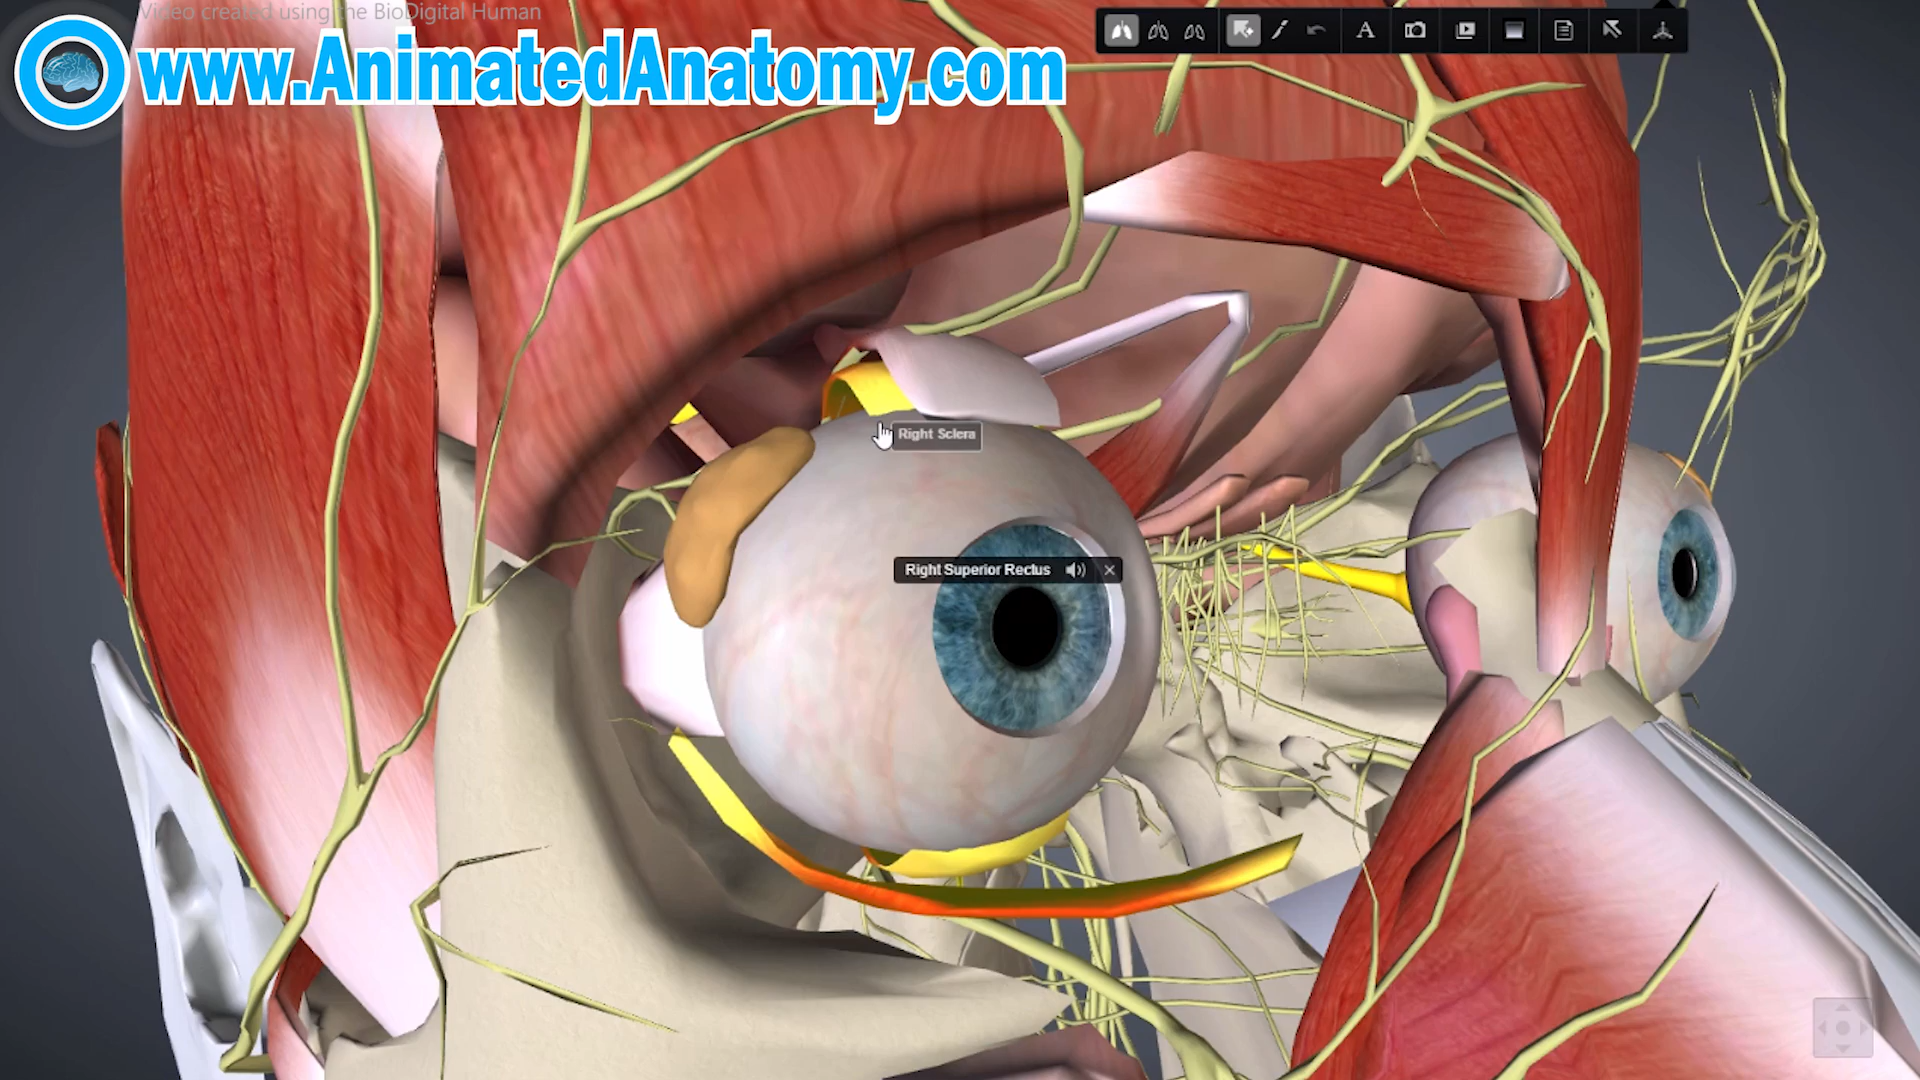 Video created using the BioDigital Human
www.AnimatedAnatomy.com
A
Right Sclera
Right Superior Rectus